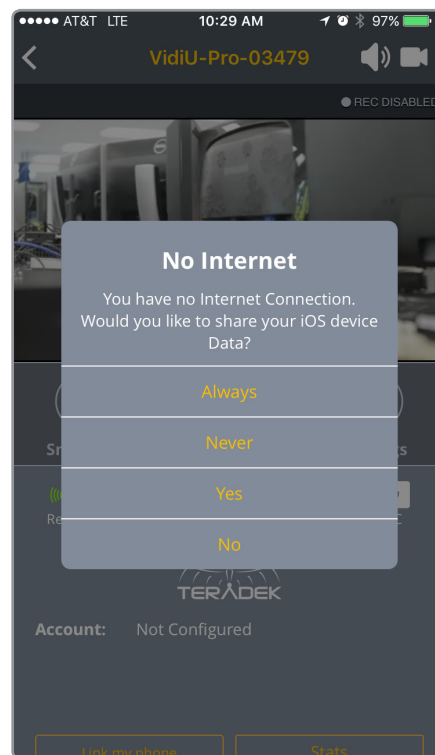 AT&T LTE 10:29 AM 97%
VidiU-Pro-03479
REC DISABLED
No Internet
You have no Internet Connection.
Would you like to share your iOS device
Data?
Always
Never
Yes
No
TERADEK
Account: Not Configured
Link my phone Stats